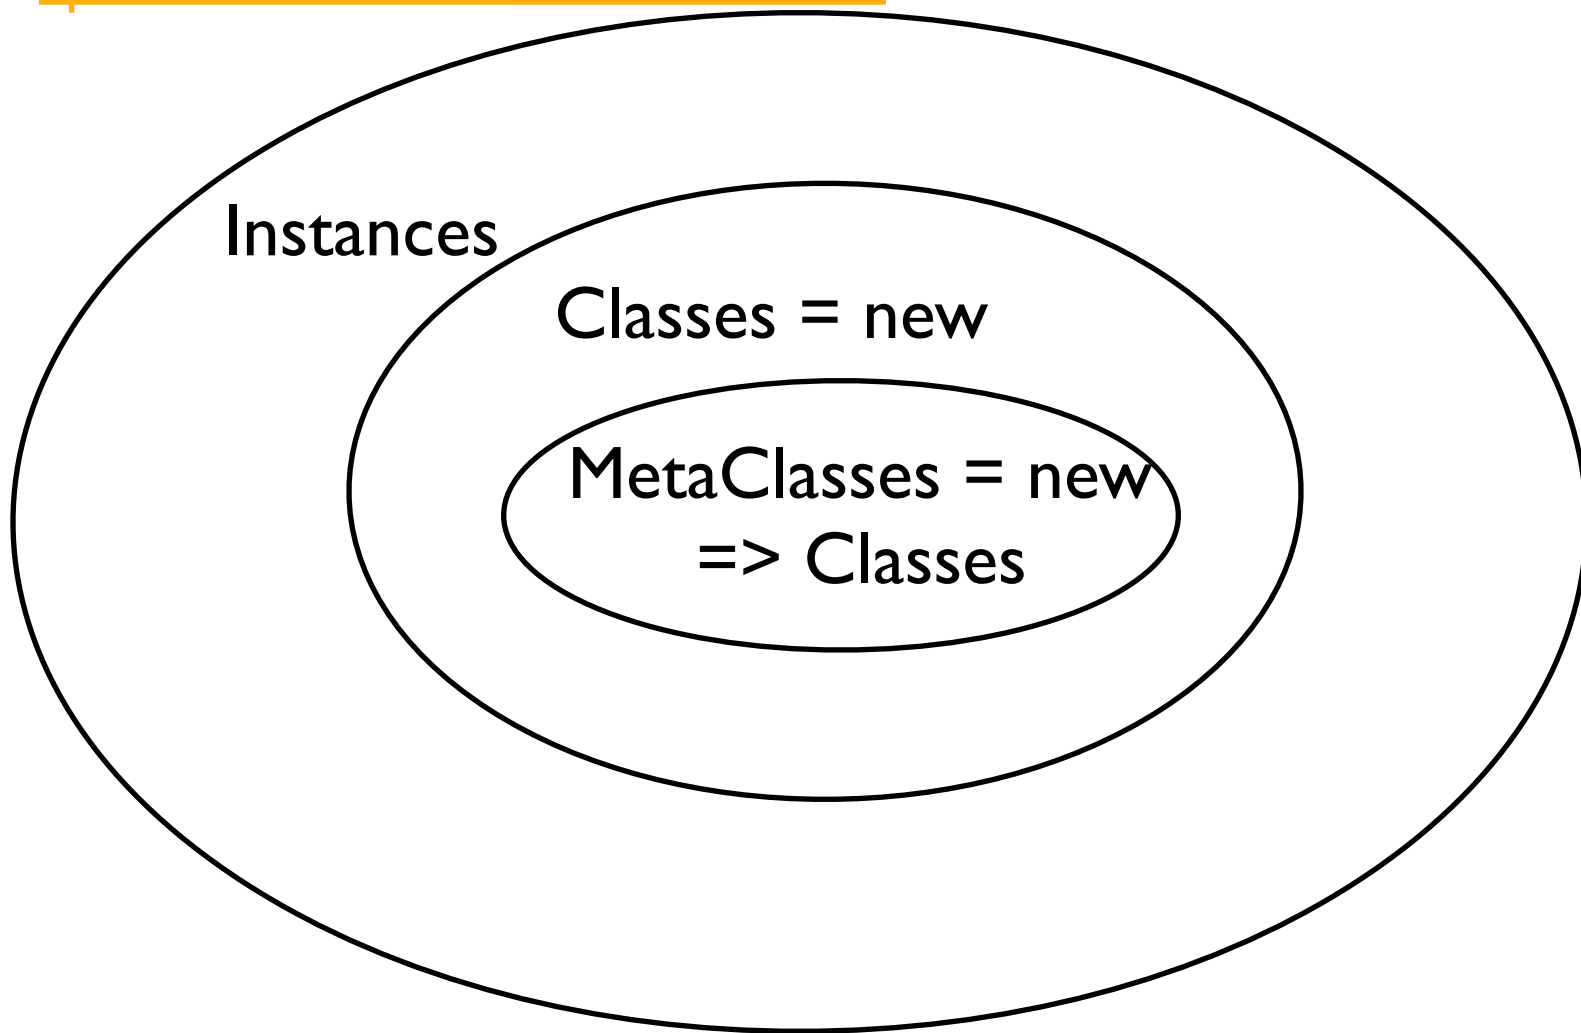 Instances
Classes = new
MetaClasses = new
=> Classes